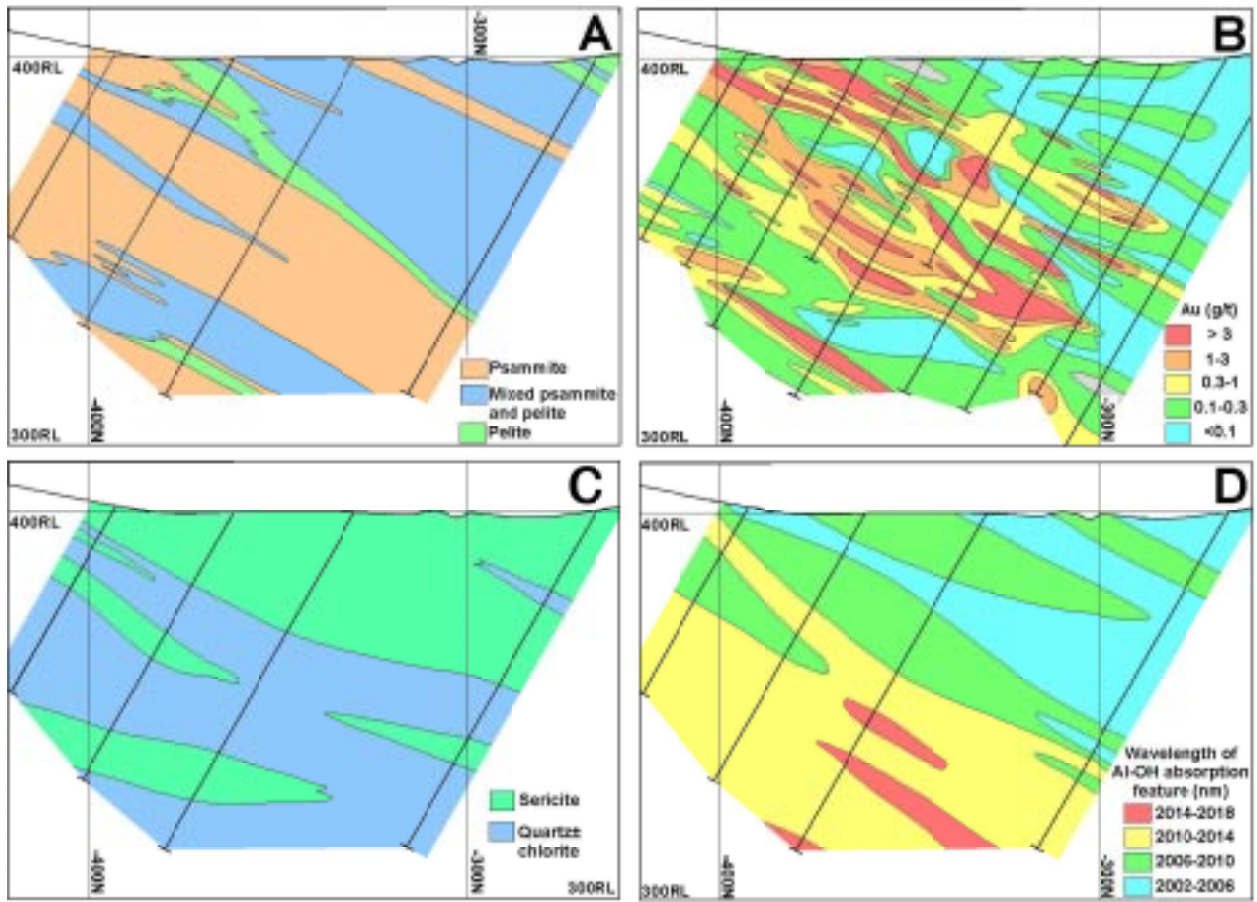 A
-300N
400RL
Psammite
Mixed psammite
and pelite
Pelite
-400N
300RL
B
400RL
Au (g/t)
> 3
1-3
0.3-1
0.1-0.3
<0.1
-400N
-300N
300RL
C
400RL
Sericite
Quartz±
chlorite
-400N
-300N
300RL
D
400RL
Wavelength of
Al-OH absorption
feature (nm)
2014-2018
2010-2014
2006-2010
2002-2006
-400N
-300N
300RL